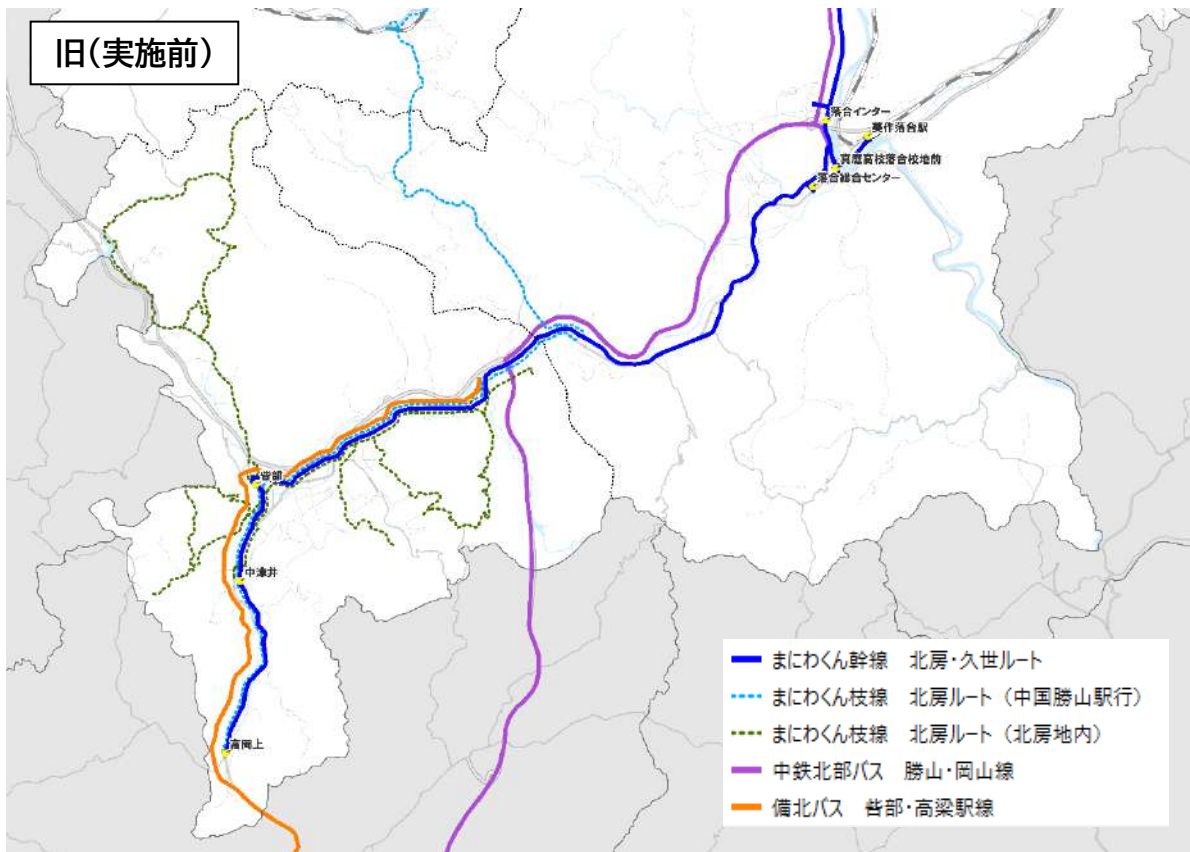 旧(実施前)
落合インター
美作落合駅
真庭高校落合校地前
落合総合センター
呰部
中津井
高岡上
まにわくん幹線 北房・久世ルート
まにわくん枝線 北房ルート (中国勝山駅行)
まにわくん枝線 北房ルート (北房地内)
中鉄北部バス 勝山・岡山線
備北バス 呰部・高梁駅線